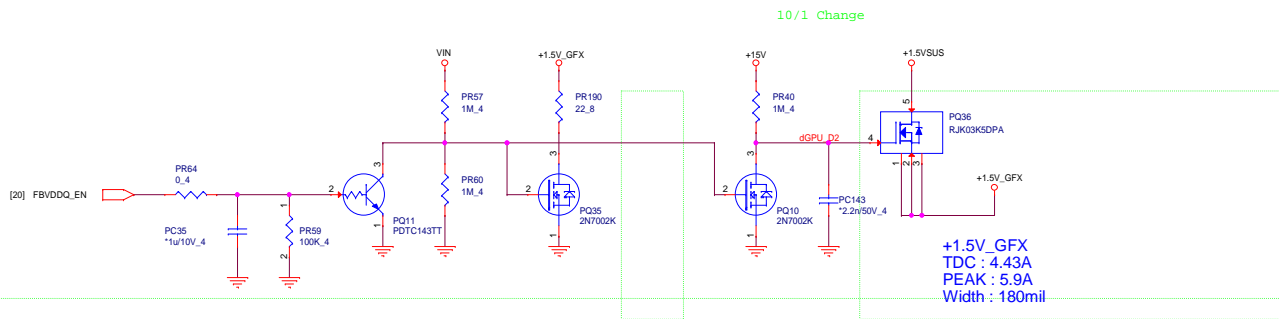 10/1 Change
VIN
+1.5V_GFX
+15V
+1.5VSUS
PR57
1M_4
PR190
22_8
PR40
1M_4
5
PQ36
RJK03K5DPA
dGPU_D2
4
1
2
3
3
3
3
PR64
0_4
PR60
1M_4
+1.5V_GFX
[20] FBVDDQ_EN
2
2
2
PC143
*2.2n/50V_4
PQ35
2N7002K
PQ10
2N7002K
1
PQ11
PDTC143TT
PC35
*1u/10V_4
PR59
100K_4
1
1
1
2
+1.5V_GFX
TDC : 4.43A
PEAK : 5.9A
Width : 180mil